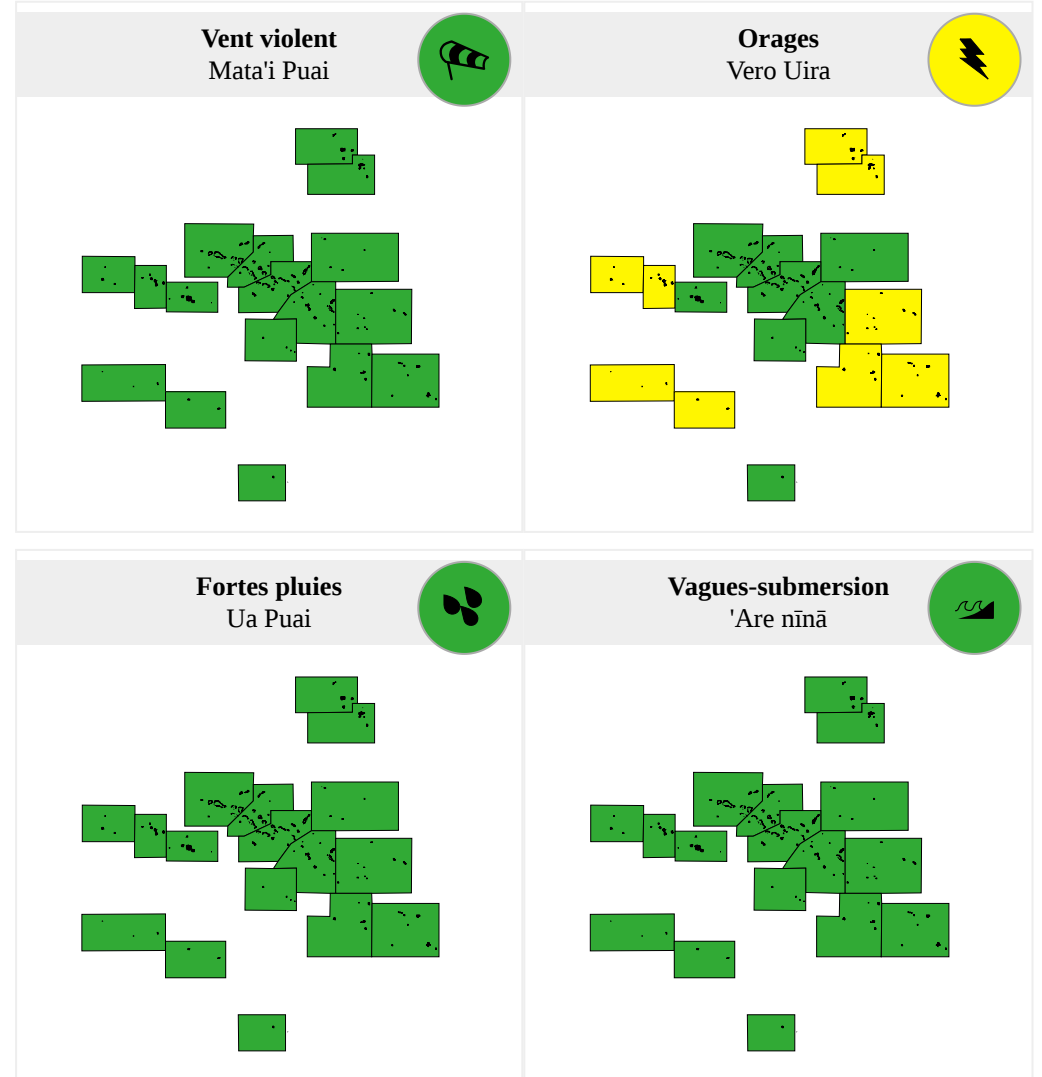 Vent violent
Mata'i Puai
Orages
Vero Uira
Fortes pluies
Ua Puai
Vagues-submersion
'Are nīnā